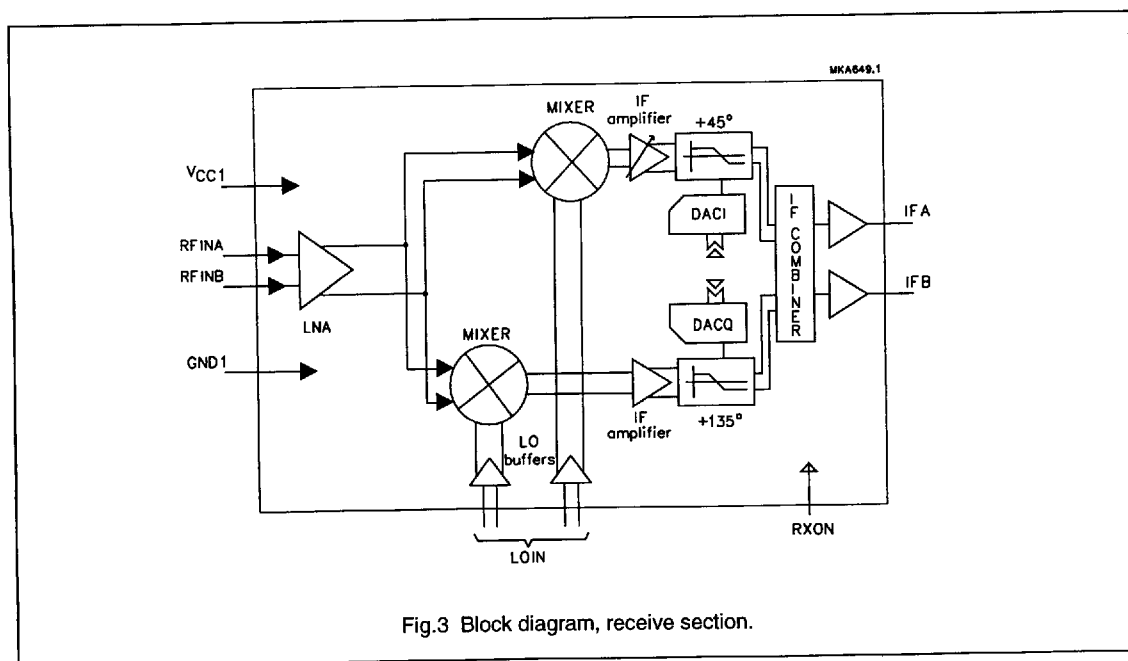 MKA649.1
MIXER
IF
amplifier
+45°
VCC1
DACI
RFINA
RFINB
LNA
IF COMBINER
IFA
IFB
DACQ
MIXER
GND1
IF
amplifier
+135°
LO
buffers
LOIN
RXON
Fig.3 Block diagram, receive section.